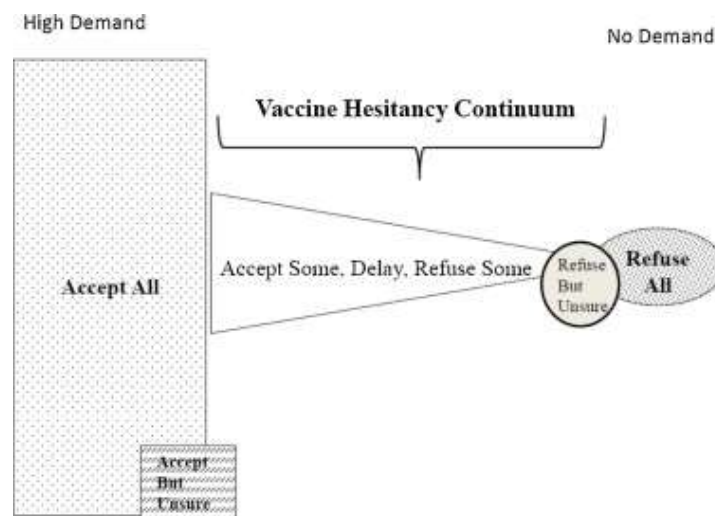 High Demand
No Demand
Vaccine Hesitancy Continuum
Accept All
Accept Some, Delay, Refuse Some
Refuse
But
Unsure
Refuse
All
Accept
But
Unsure